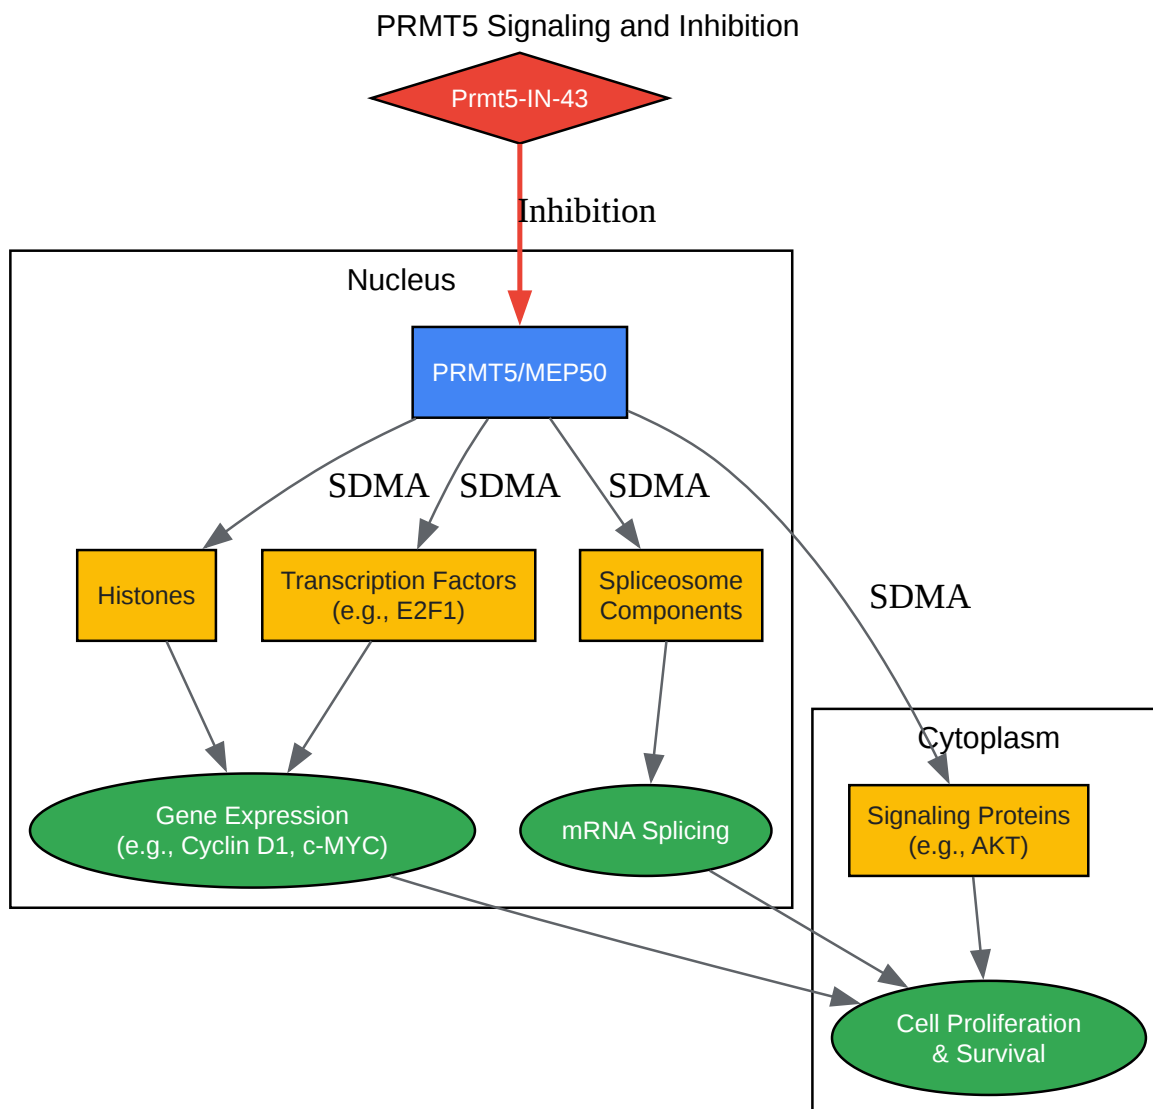 PRMT5 Signaling and Inhibition
Prmt5-IN-43
Inhibition
Nucleus
PRMT5/MEP50
SDMA
SDMA
SDMA
SDMA
Histones
Transcription Factors
(e.g., E2F1)
Spliceosome
Components
Cytoplasm
Gene Expression
(e.g., Cyclin D1, c-MYC)
mRNA Splicing
Signaling Proteins
(e.g., AKT)
Cell Proliferation
& Survival